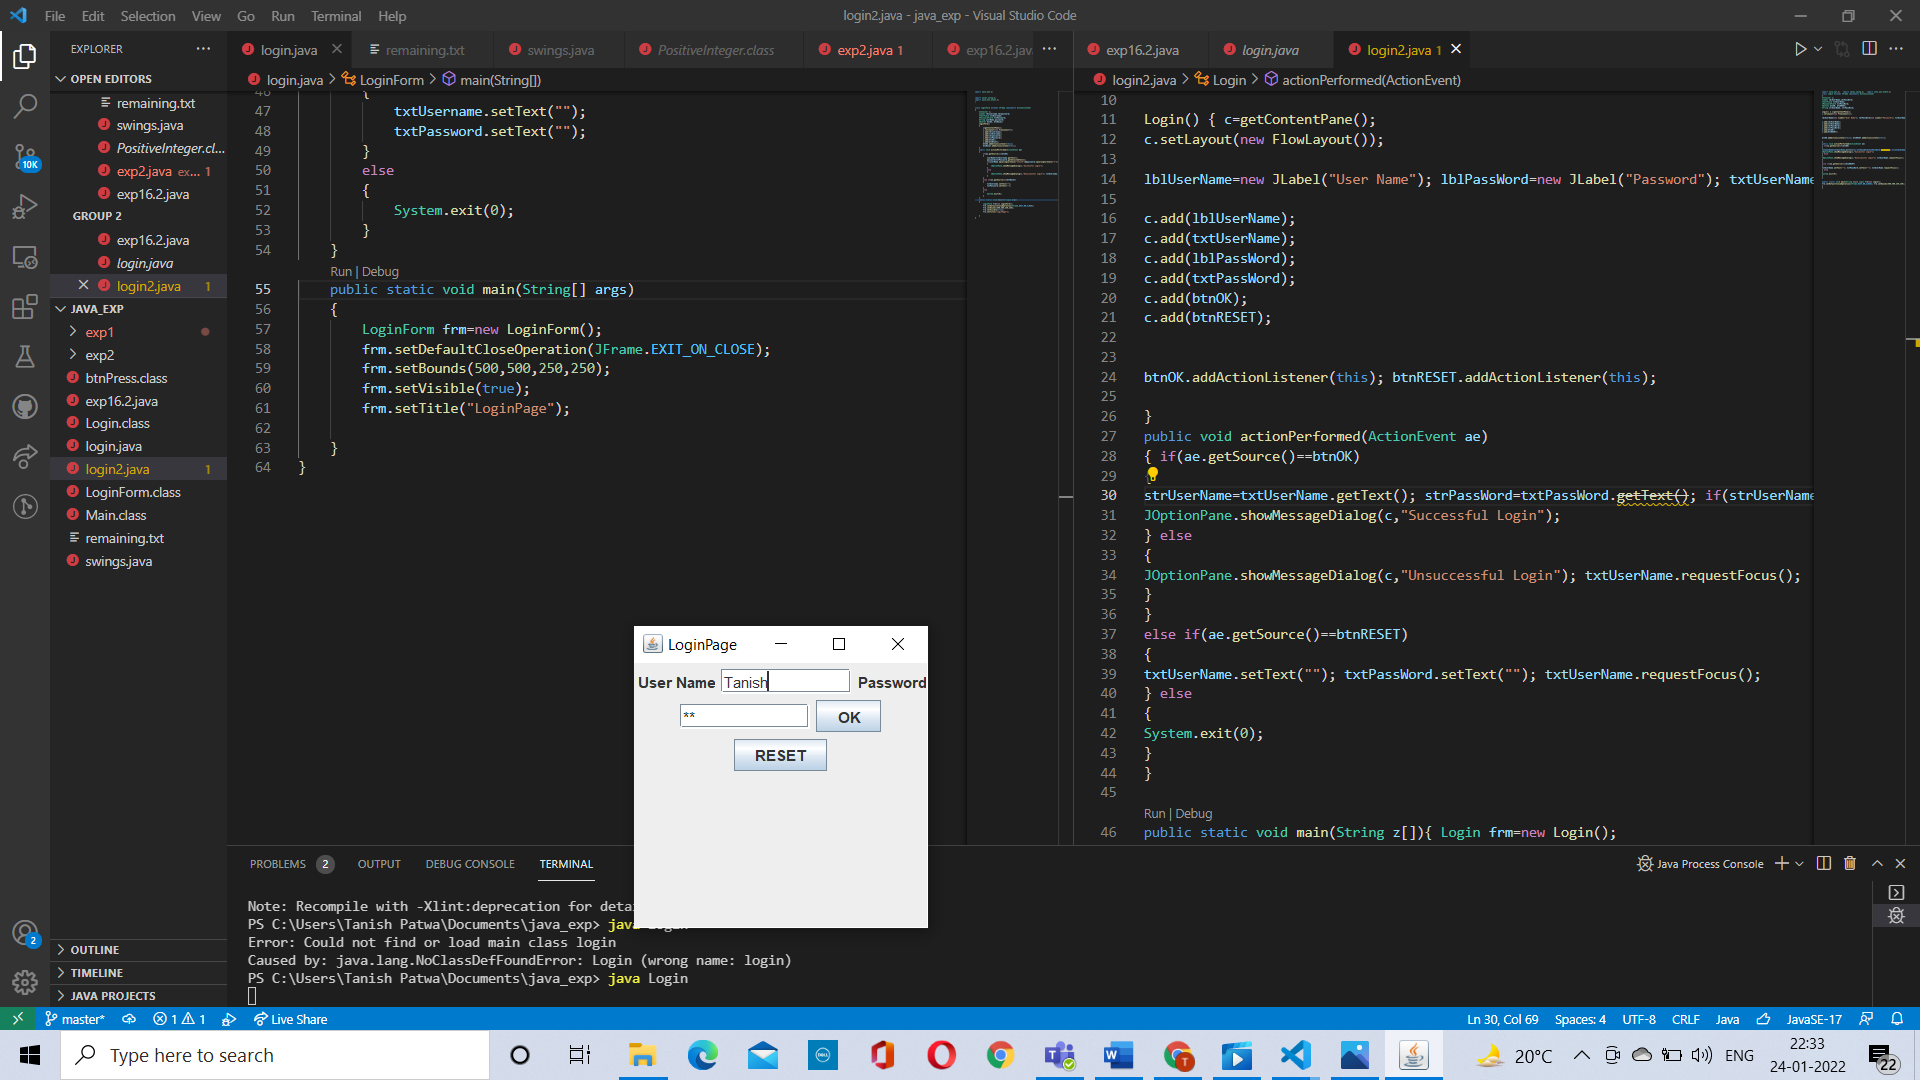 File Edit Selection View Go Run Terminal Help
login2.java - java_exp - Visual Studio Code
EXPLORER
OPEN EDITORS
remaining.txt
swings.java
PositiveInteger.cl...
exp2.java ex... 1
exp16.2.java
GROUP 2
exp16.2.java
login.java
login2.java 1
JAVA_EXP
exp1
exp2
btnPress.class
exp16.2.java
Login.class
login.java
login2.java 1
LoginForm.class
Main.class
remaining.txt
swings.java
OUTLINE
TIMELINE
JAVA PROJECTS
10K
2
login.java remaining.txt swings.java PositiveInteger.class exp2.java 1 exp16.2.jav
login.java > LoginForm > main(String[])
46 {
47 txtUsername.setText("");
48 txtPassword.setText("");
49 }
50 else
51 {
52 System.exit(0);
53 }
54 }
Run | Debug
55 public static void main(String[] args)
56 {
57 LoginForm frm=new LoginForm();
58 frm.setDefaultCloseOperation(JFrame.EXIT_ON_CLOSE);
59 frm.setBounds(500,500,250,250);
60 frm.setVisible(true);
61 frm.setTitle("LoginPage");
62
63 }
64 }
exp16.2.java login.java login2.java 1
login2.java > Login > actionPerformed(ActionEvent)
10
11 Login() { c=getContentPane();
12 c.setLayout(new FlowLayout());
13
14 lblUserName=new JLabel("User Name"); lblPassWord=new JLabel("Password"); txtUserName
15
16 c.add(lblUserName);
17 c.add(txtUserName);
18 c.add(lblPassWord);
19 c.add(txtPassWord);
20 c.add(btnOK);
21 c.add(btnRESET);
22
23
24 btnOK.addActionListener(this); btnRESET.addActionListener(this);
25
26 }
27 public void actionPerformed(ActionEvent ae)
28 { if(ae.getSource()==btnOK)
29 {
30 strUserName=txtUserName.getText(); strPassWord=txtPassWord.getText(); if(strUserName
31 JOptionPane.showMessageDialog(c,"Successful Login");
32 } else
33 {
34 JOptionPane.showMessageDialog(c,"Unsuccessful Login"); txtUserName.requestFocus();
35 }
36 }
37 else if(ae.getSource()==btnRESET)
38 {
39 txtUserName.setText(""); txtPassWord.setText(""); txtUserName.requestFocus();
40 } else
41 {
42 System.exit(0);
43 }
44 }
45
Run | Debug
46 public static void main(String z[]){ Login frm=new Login();
LoginPage
User Name Tanish Password
** OK
RESET
PROBLEMS 2 OUTPUT DEBUG CONSOLE TERMINAL
Java Process Console
Note: Recompile with -Xlint:deprecation for detai
PS C:\Users\Tanish Patwa\Documents\java_exp> java login
Error: Could not find or load main class login
Caused by: java.lang.NoClassDefFoundError: Login (wrong name: login)
PS C:\Users\Tanish Patwa\Documents\java_exp> java Login
master* 1 1 Live Share
Ln 30, Col 69 Spaces: 4 UTF-8 CRLF Java JavaSE-17
Type here to search
20°C ENG 22:33
24-01-2022
22